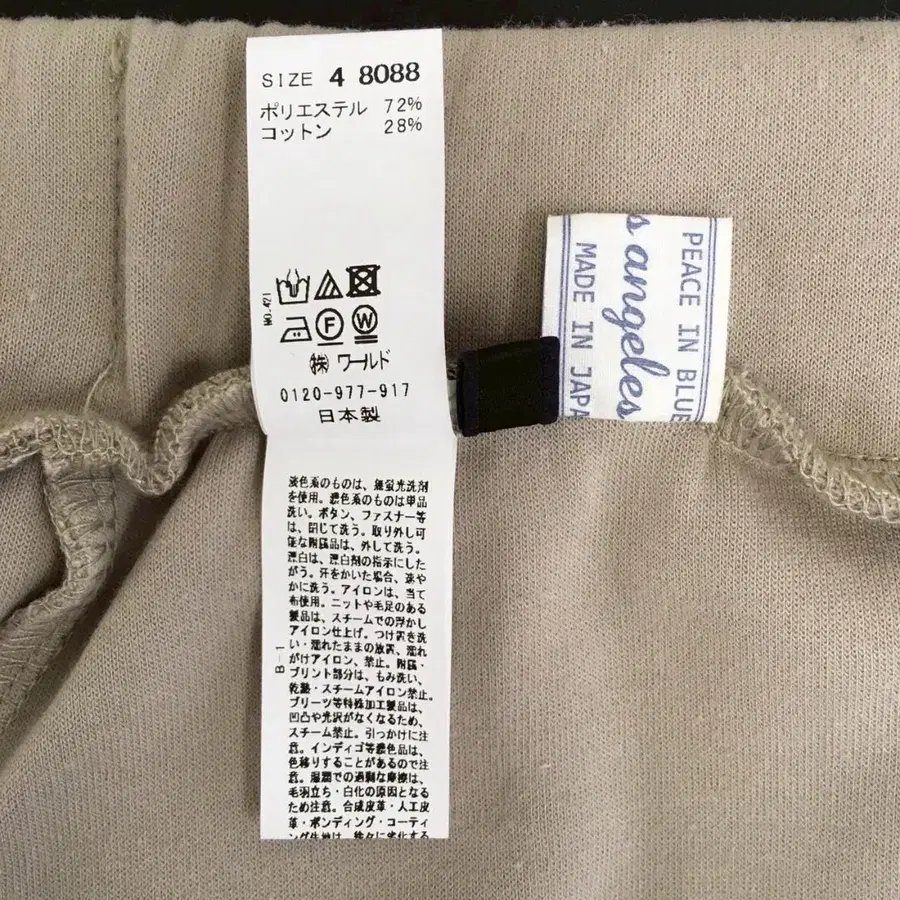 SIZE 4 8088
ポリエステル 72%
コットン 28%
F
W
㈱ ワールド
0120-977-917
日本製
淡色系のものは、無蛍光洗剤
を使用。濃色系のものは単品
洗い。ボタン、ファスナー等
は、閉じて洗う。取り外し可
能な附属品は、外して洗う。
漂白は、漂白剤の指示にした
がう。汗をかいた場合、速や
かに洗う。アイロンは、当て
布使用。ニットや毛足のある
製品は、スチームでの浮かし
アイロン仕上げ。つけ置き洗
い・濡れたままの放置、濡れ
がけアイロン、禁止。附属・
プリント部分は、もみ洗い、
乾燥・スチームアイロン禁止。
プリーツ等特殊加工製品は、
凹凸や光沢がなくなるため、
スチーム禁止。引っかけに注
意。インディゴ等濃色品は、
色移りすることがあるので注
意。湿潤での過剰な摩擦は、
毛羽立ち・白化の原因となる
ため注意。合成皮革・人工皮
革・ボンディング・コーティ
ング生地は、徐々に劣化する
B-1
PEACE IN BLUE
s angeles
MADE IN JAPA